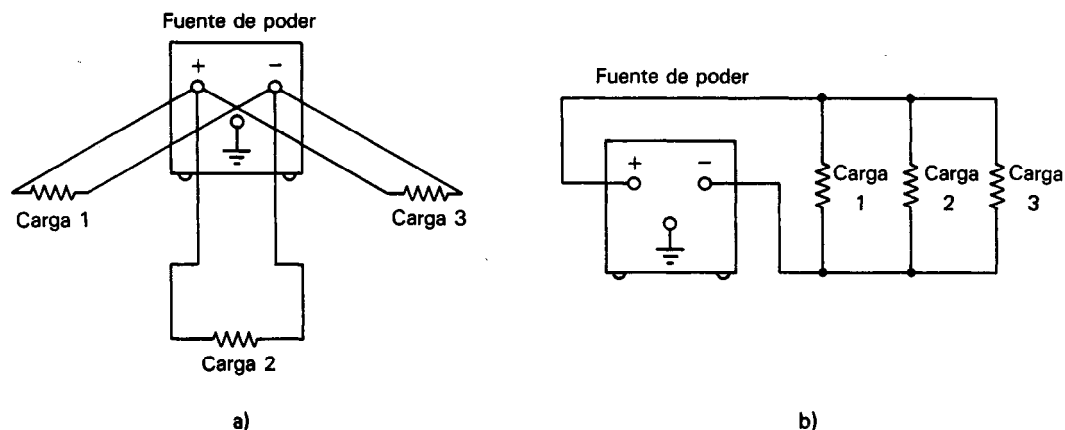 Fuente de poder
+ −
Carga 1
Carga 3
Carga 2
a)
Fuente de poder
+ −
Carga 1
Carga 2
Carga 3
b)